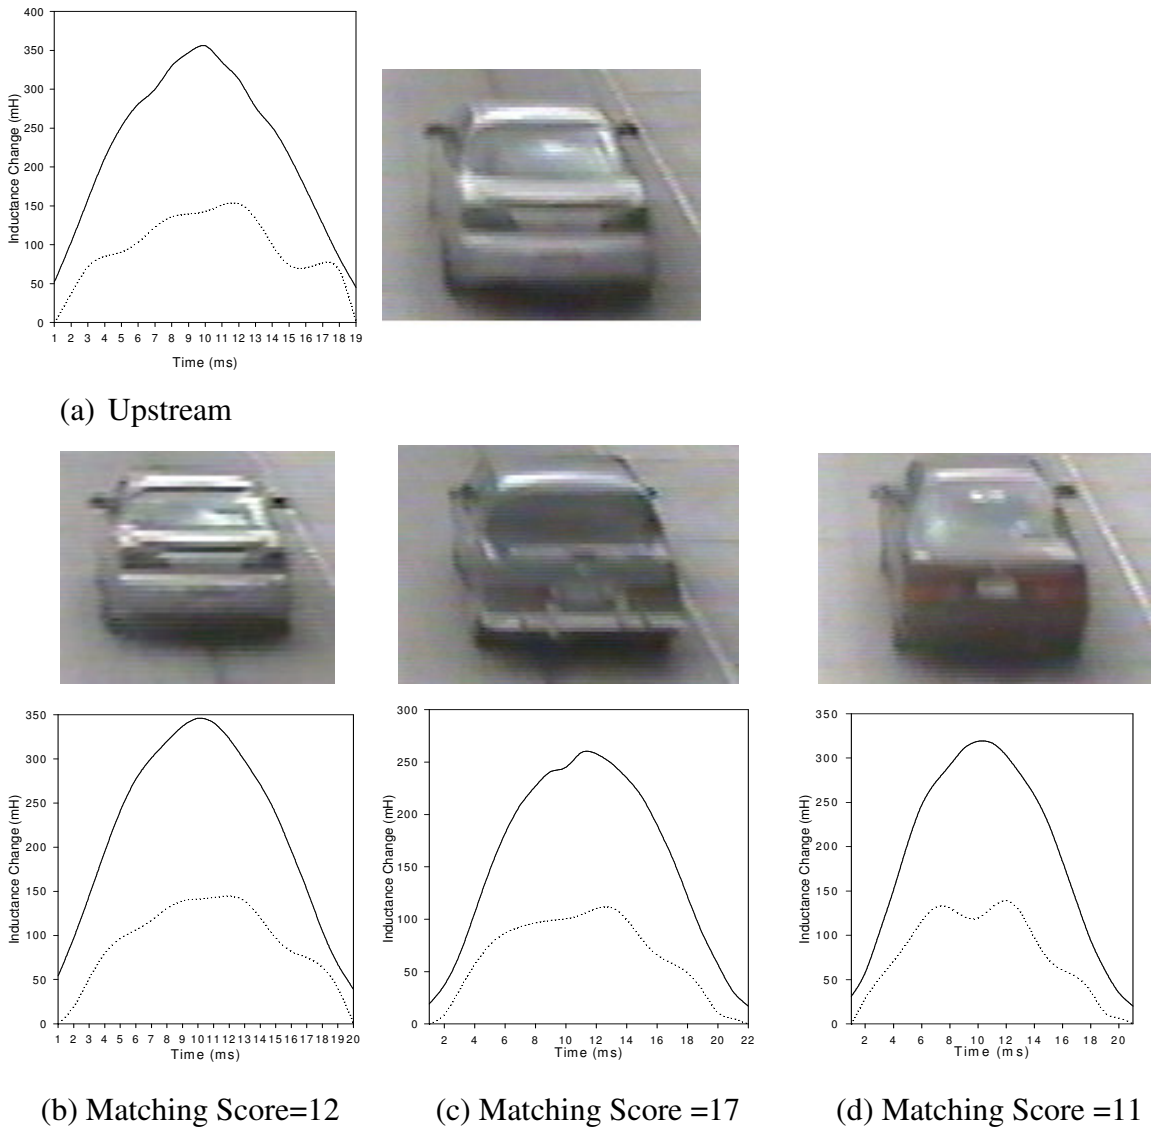 400
350
300
250
200
150
100
50
0
Inductance Change (mH)
1 2 3 4 5 6 7 8 9 10 11 12 13 14 15 16 17 18 19
Time (ms)
(a) Upstream
350
300
250
200
150
100
50
0
Inductance Change (mH)
1 2 3 4 5 6 7 8 9 10 11 12 13 14 15 16 17 18 19 20
Time (ms)
300
250
200
150
100
50
0
Inductance Change (mH)
2 4 6 8 10 12 14 16 18 20 22
Time (ms)
350
300
250
200
150
100
50
0
Inductance Change (mH)
2 4 6 8 10 12 14 16 18 20
Time (ms)
(b) Matching Score=12
(c) Matching Score =17
(d) Matching Score =11